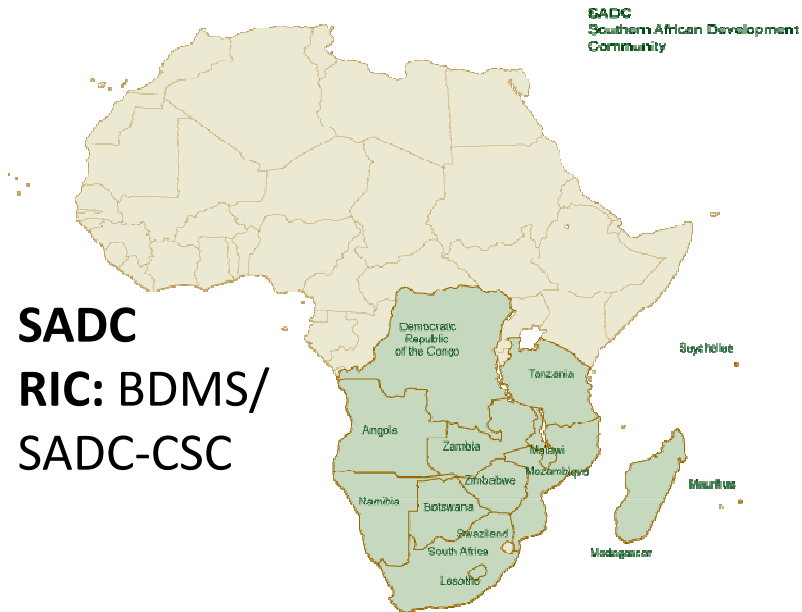 SADC
Southern African Development
Community
Democratic
Republic
of the Congo
Seychelles
Tanzania
SADC
RIC: BDMS/
SADC-CSC
Angola
Zambia
Malawi
Mozambique
Zimbabwe
Mauritius
Namibia
Botswana
Swaziland
South Africa
Madagascar
Lesotho